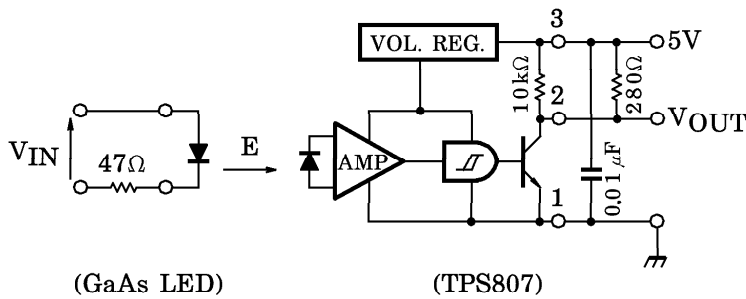 3
VOL. REG.
5V
10kΩ
280Ω
2
VOUT
VIN
47Ω
E
AMP
0.01μF
1
(GaAs LED)
(TPS807)